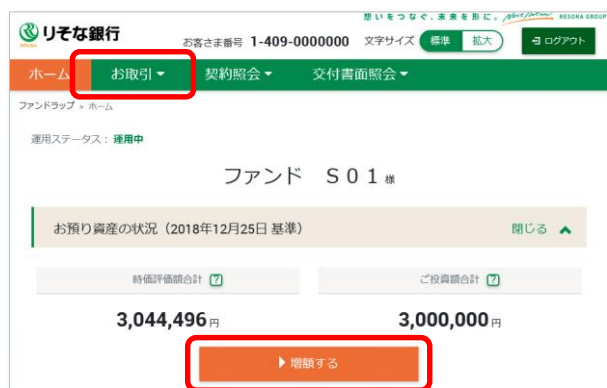 想いをつなぐ、未来を形に。 Next Action RESONA GROUP
りそな銀行
RESONA
お客さま番号 1-409-0000000 文字サイズ 標準 拡大 ログアウト
ホーム お取引 契約照会 交付書面照会
ファンドラップ > ホーム
運用ステータス： 運用中
ファンド Ｓ０１様
お預り資産の状況（2018年12月25日 基準） 閉じる
時価評価額合計 ? ご投資額合計 ?
3,044,496円 3,000,000円
増額する